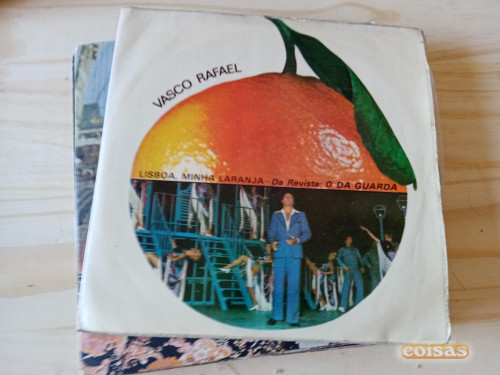 VASCO RAFAEL
LISBOA, MINHA LARANJA - Da Revista: O DA GUARDA
coisas